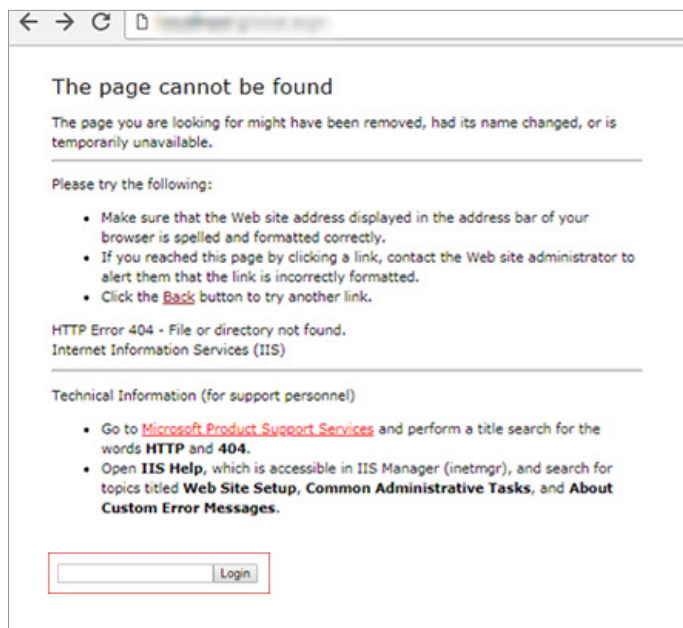 The page cannot be found
The page you are looking for might have been removed, had its name changed, or is
temporarily unavailable.
Please try the following:
Make sure that the Web site address displayed in the address bar of your
browser is spelled and formatted correctly.
If you reached this page by clicking a link, contact the Web site administrator to
alert them that the link is incorrectly formatted.
Click the Back button to try another link.
HTTP Error 404 - File or directory not found.
Internet Information Services (IIS)
Technical Information (for support personnel)
Go to Microsoft Product Support Services and perform a title search for the
words HTTP and 404.
Open IIS Help, which is accessible in IIS Manager (inetmgr), and search for
topics titled Web Site Setup, Common Administrative Tasks, and About
Custom Error Messages.
Login